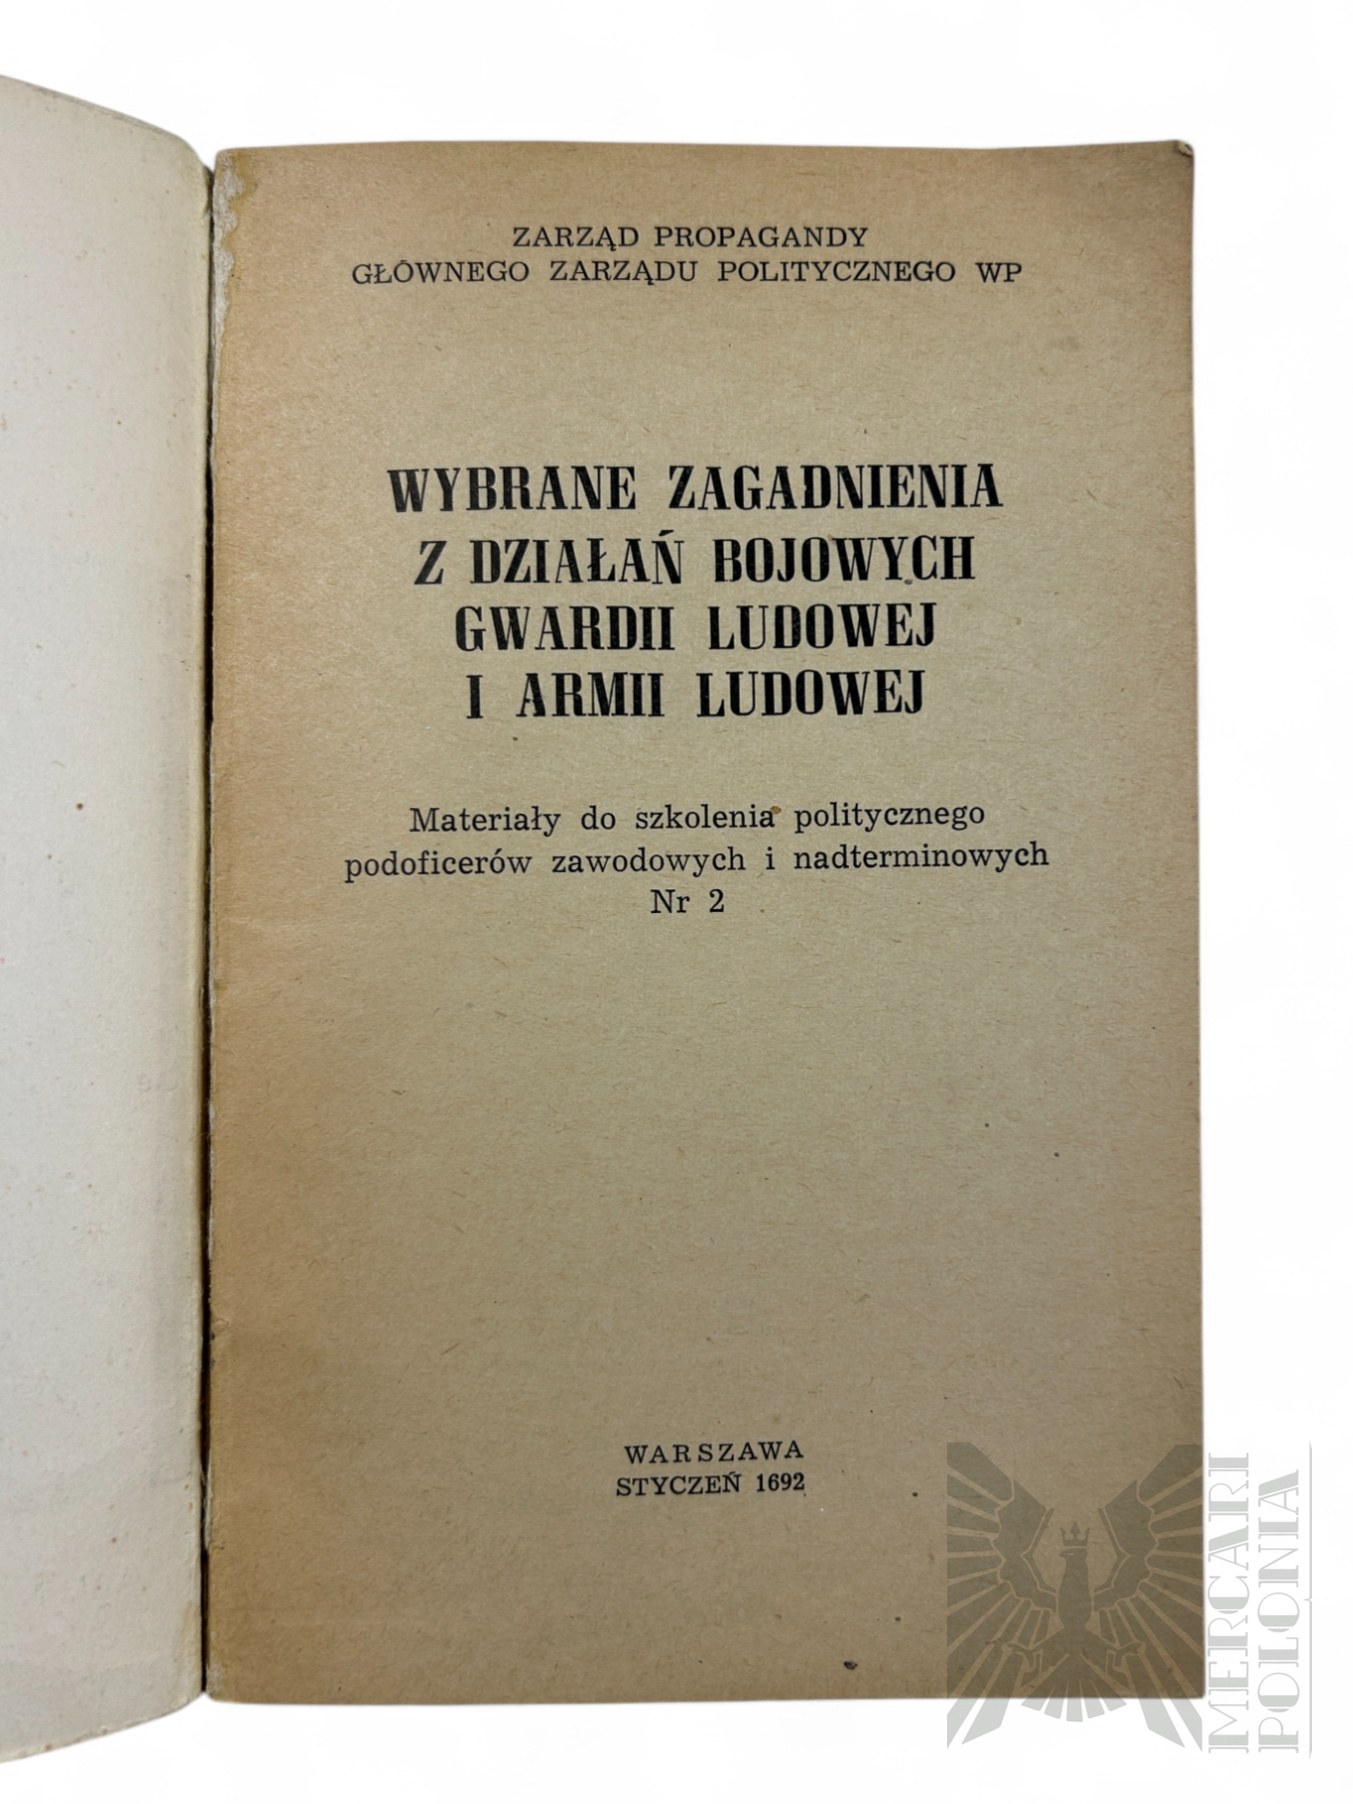 ZARZĄD PROPAGANDY
GŁÓWNEGO ZARZĄDU POLITYCZNEGO WP
WYBRANE ZAGADNIENIA
Z DZIAŁAŃ BOJOWYCH
GWARDII LUDOWEJ
I ARMII LUDOWEJ
Materiały do szkolenia politycznego
podoficerów zawodowych i nadterminowych
Nr 2
WARSZAWA
STYCZEŃ 1692
MERCARI
POLONIA